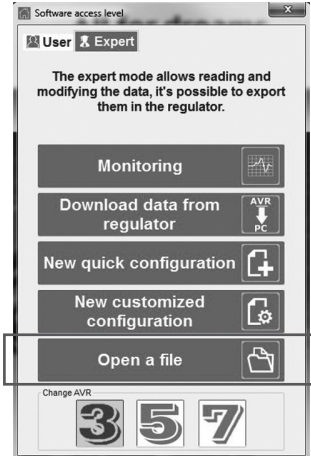 Software access level
User Expert
The expert mode allows reading and
modifying the data, it's possible to export
them in the regulator.
Monitoring
Download data from
regulator
AVR
PC
New quick configuration
New customized
configuration
Open a file
Change AVR
3 5 7